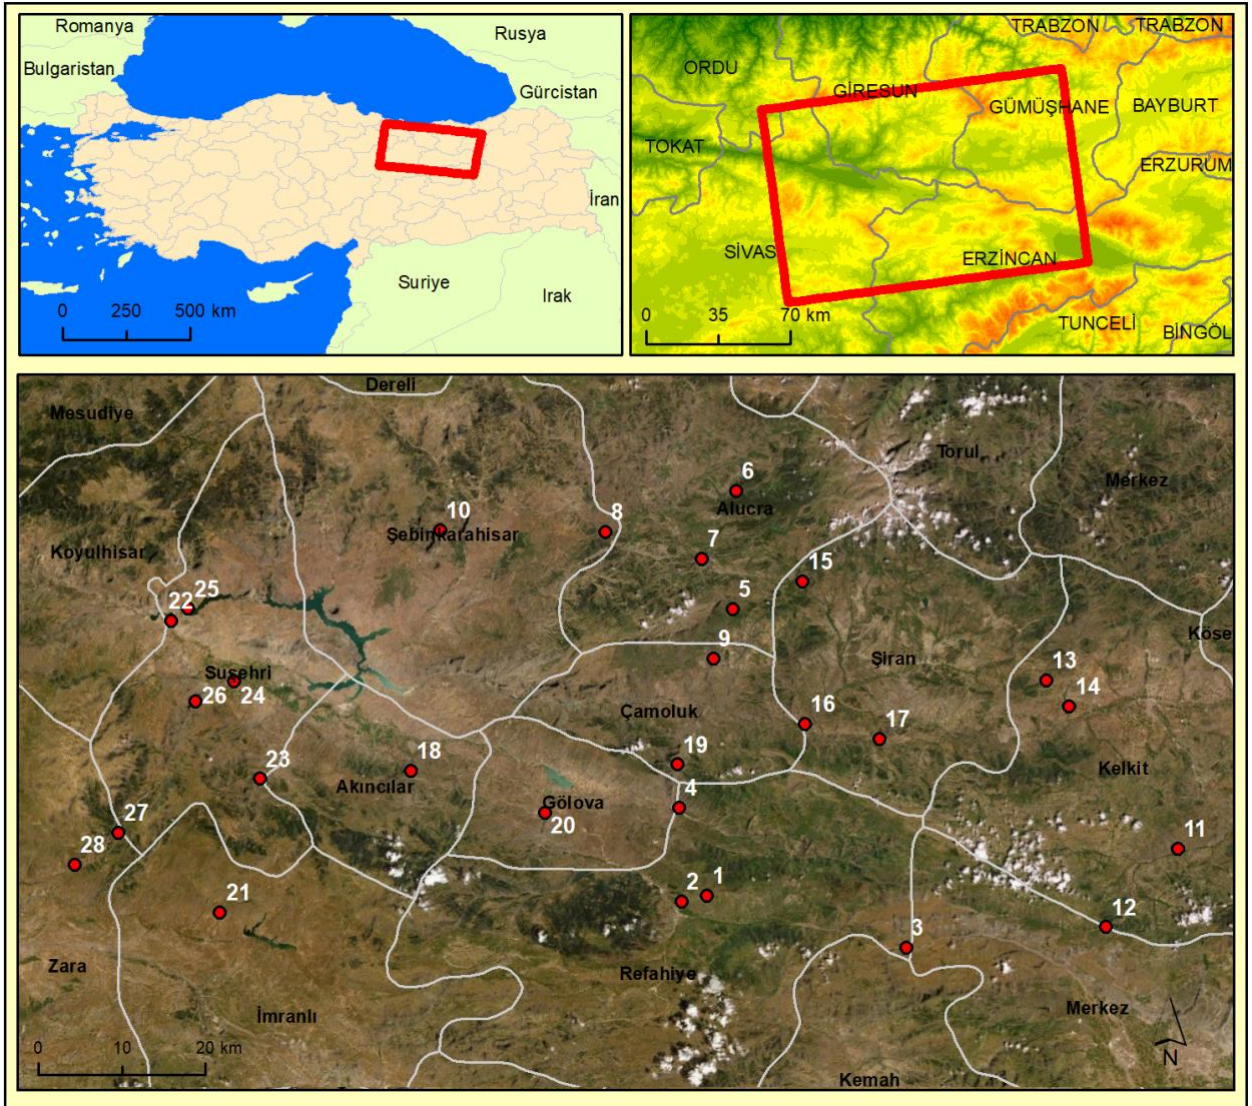 Romanya
Rusya
Bulgaristan
Gürcistan
İran
Suriye
Irak
0 250 500 km
TRABZON TRABZON
ORDU
GİRESUN
GÜMÜŞHANE
BAYBURT
TOKAT
ERZURUM
SİVAS
ERZİNCAN
0 35 70 km
TUNCELİ
BİNGÖL
Dereli
Mesudiye
Torul
Merkez
6
Alucra
10
Şebinkarahisar
8
Koyulhisar
7
15
25
22
5
Köse
9
Şiran
Suşehri
13
26
24
14
Çamoluk
16
17
19
18
23
Kelkit
Akıncılar
4
Gölova
20
27
11
28
2
1
21
12
3
Zara
Refahiye
İmranlı
Merkez
0 10 20 km
N
Kemah